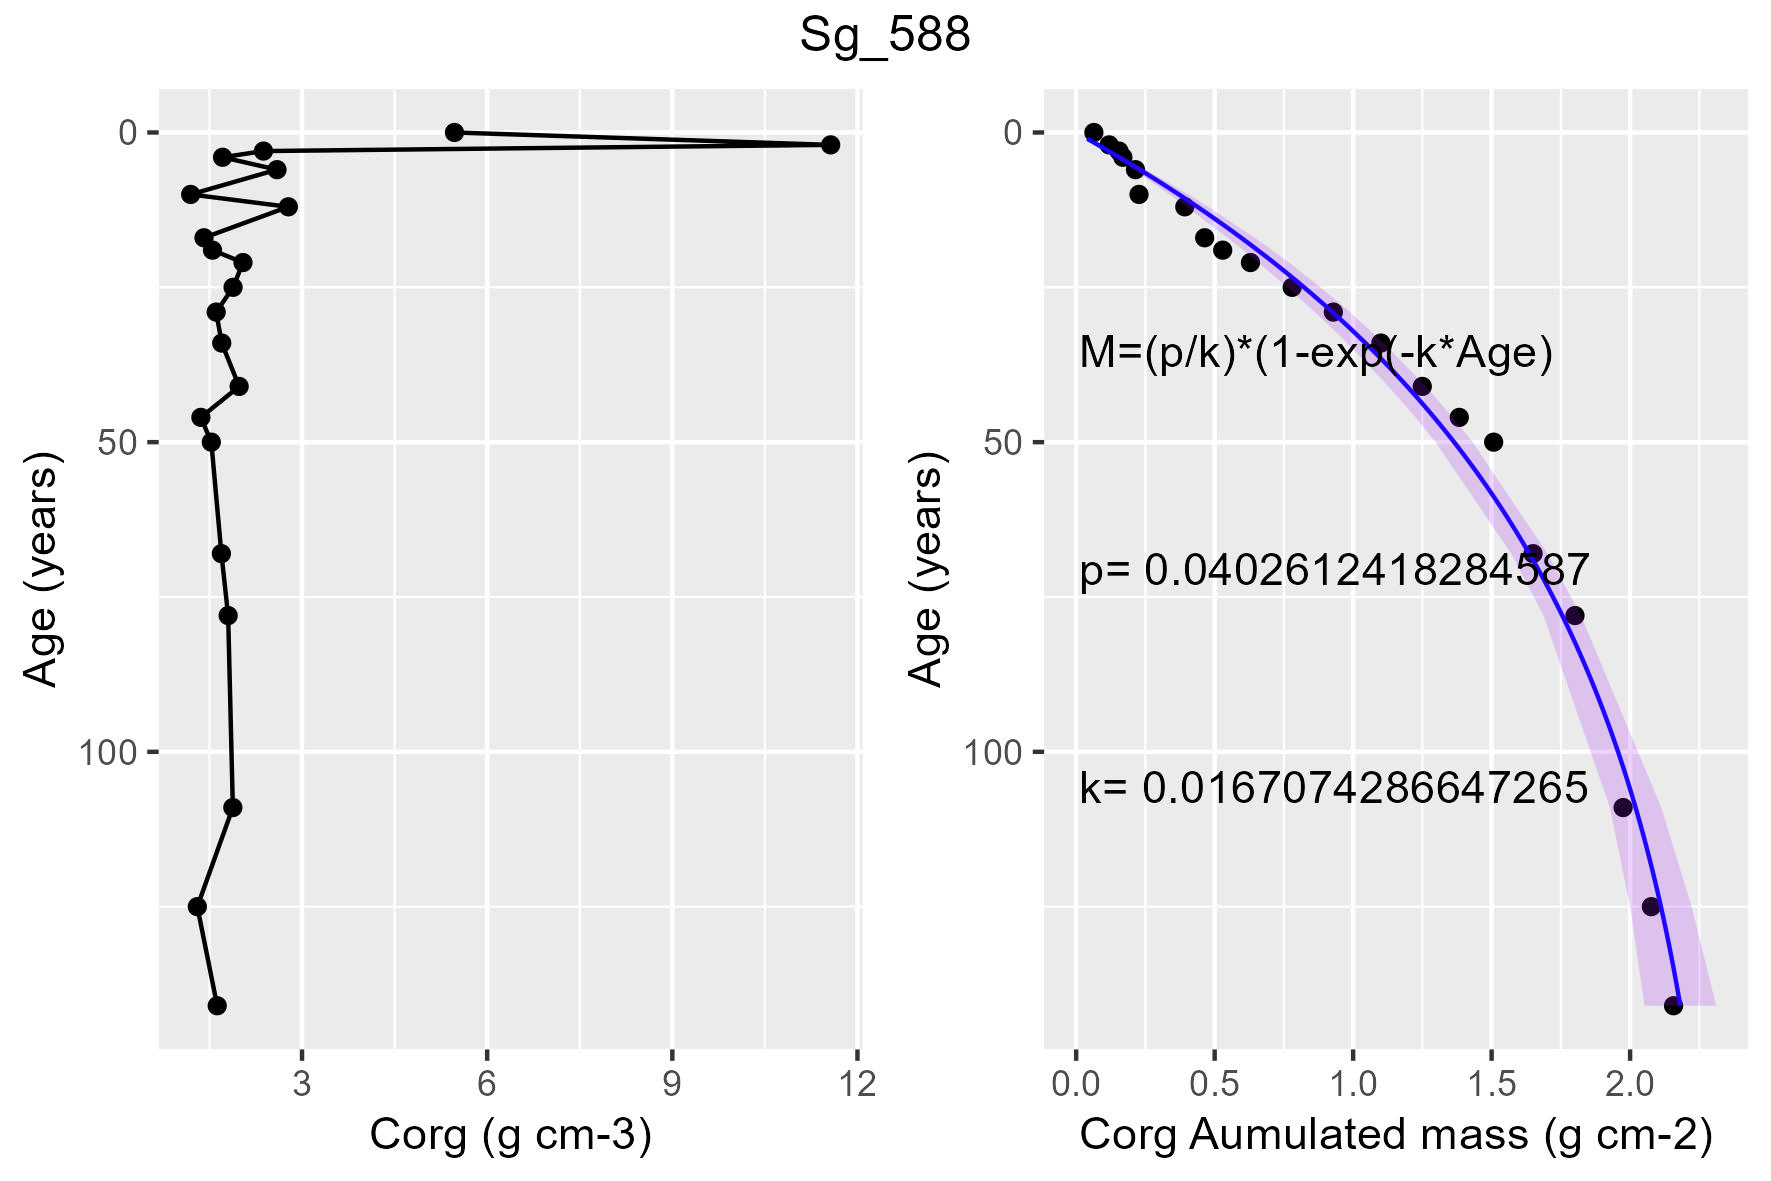 Sg_588
0
50
100
Age (years)
3
6
9
12
Corg (g cm-3)
0
50
100
Age (years)
M=(p/k)*(1-exp(-k*Age)
p= 0.0402612418284587
k= 0.0167074286647265
0.0
0.5
1.0
1.5
2.0
Corg Aumulated mass (g cm-2)